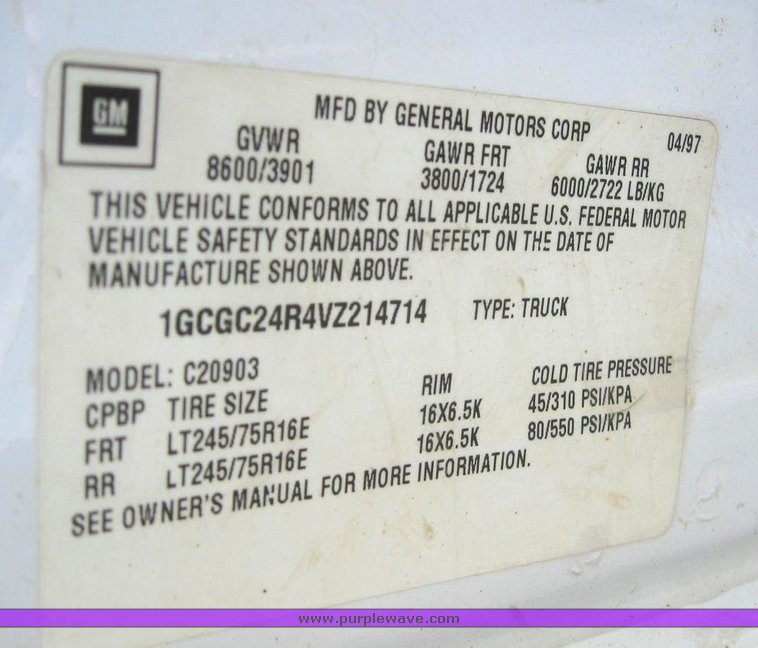 GM
MFD BY GENERAL MOTORS CORP 04/97
GVWR GAWR FRT GAWR RR
8600/3901 3800/1724 6000/2722 LB/KG
THIS VEHICLE CONFORMS TO ALL APPLICABLE U.S. FEDERAL MOTOR
VEHICLE SAFETY STANDARDS IN EFFECT ON THE DATE OF
MANUFACTURE SHOWN ABOVE.
1GCGC24R4VZ214714 TYPE: TRUCK
MODEL: C20903
CPBP TIRE SIZE RIM COLD TIRE PRESSURE
FRT LT245/75R16E 16X6.5K 45/310 PSI/KPA
RR LT245/75R16E 16X6.5K 80/550 PSI/KPA
SEE OWNER'S MANUAL FOR MORE INFORMATION.
www.purplewave.com